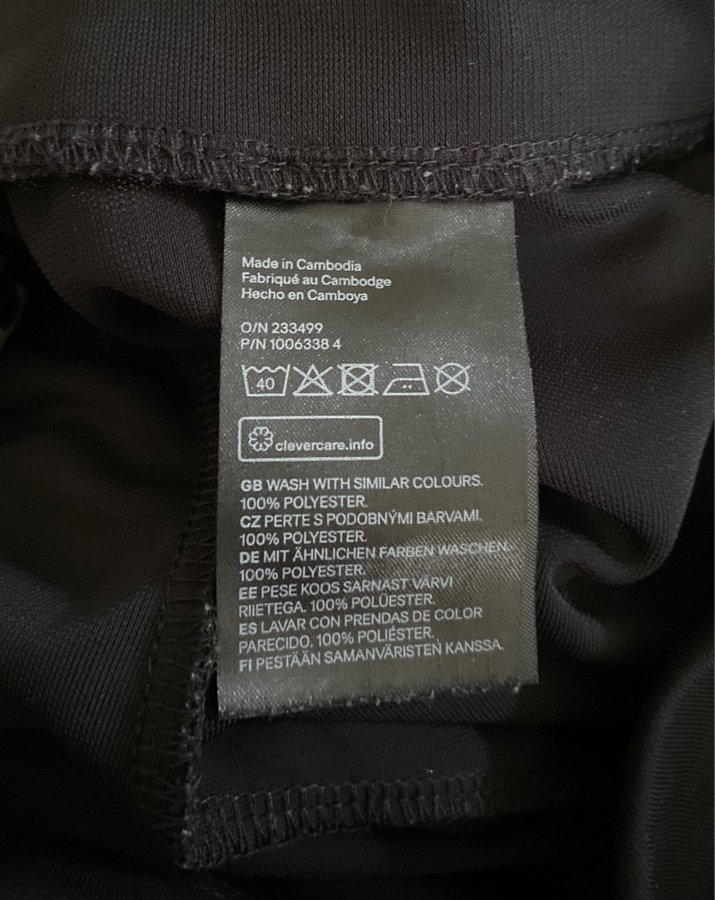 Made in Cambodia
Fabriqué au Cambodge
Hecho en Camboya
O/N 233499
P/N 1006338 4
40
clevercare.info
GB WASH WITH SIMILAR COLOURS.
100% POLYESTER.
CZ PERTE S PODOBNÝMI BARVAMI.
100% POLYESTER.
DE MIT ÄHNLICHEN FARBEN WASCHEN.
100% POLYESTER.
EE PESE KOOS SARNAST VÄRVI
RIIETEGA. 100% POLÜESTER.
ES LAVAR CON PRENDAS DE COLOR
PARECIDO. 100% POLIÉSTER.
FI PESTÄÄN SAMANVÄRISTEN KANSSA.